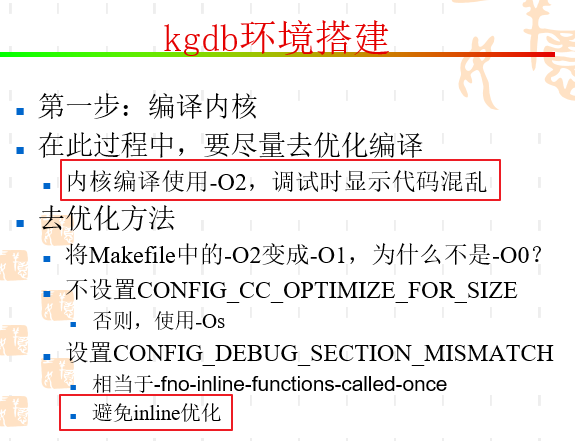 kgdb环境搭建
第一步：编译内核
在此过程中，要尽量去优化编译
内核编译使用-O2，调试时显示代码混乱
去优化方法
将Makefile中的-O2变成-O1，为什么不是-O0？
不设置CONFIG_CC_OPTIMIZE_FOR_SIZE
否则，使用-Os
设置CONFIG_DEBUG_SECTION_MISMATCH
相当于-fno-inline-functions-called-once
避免inline优化